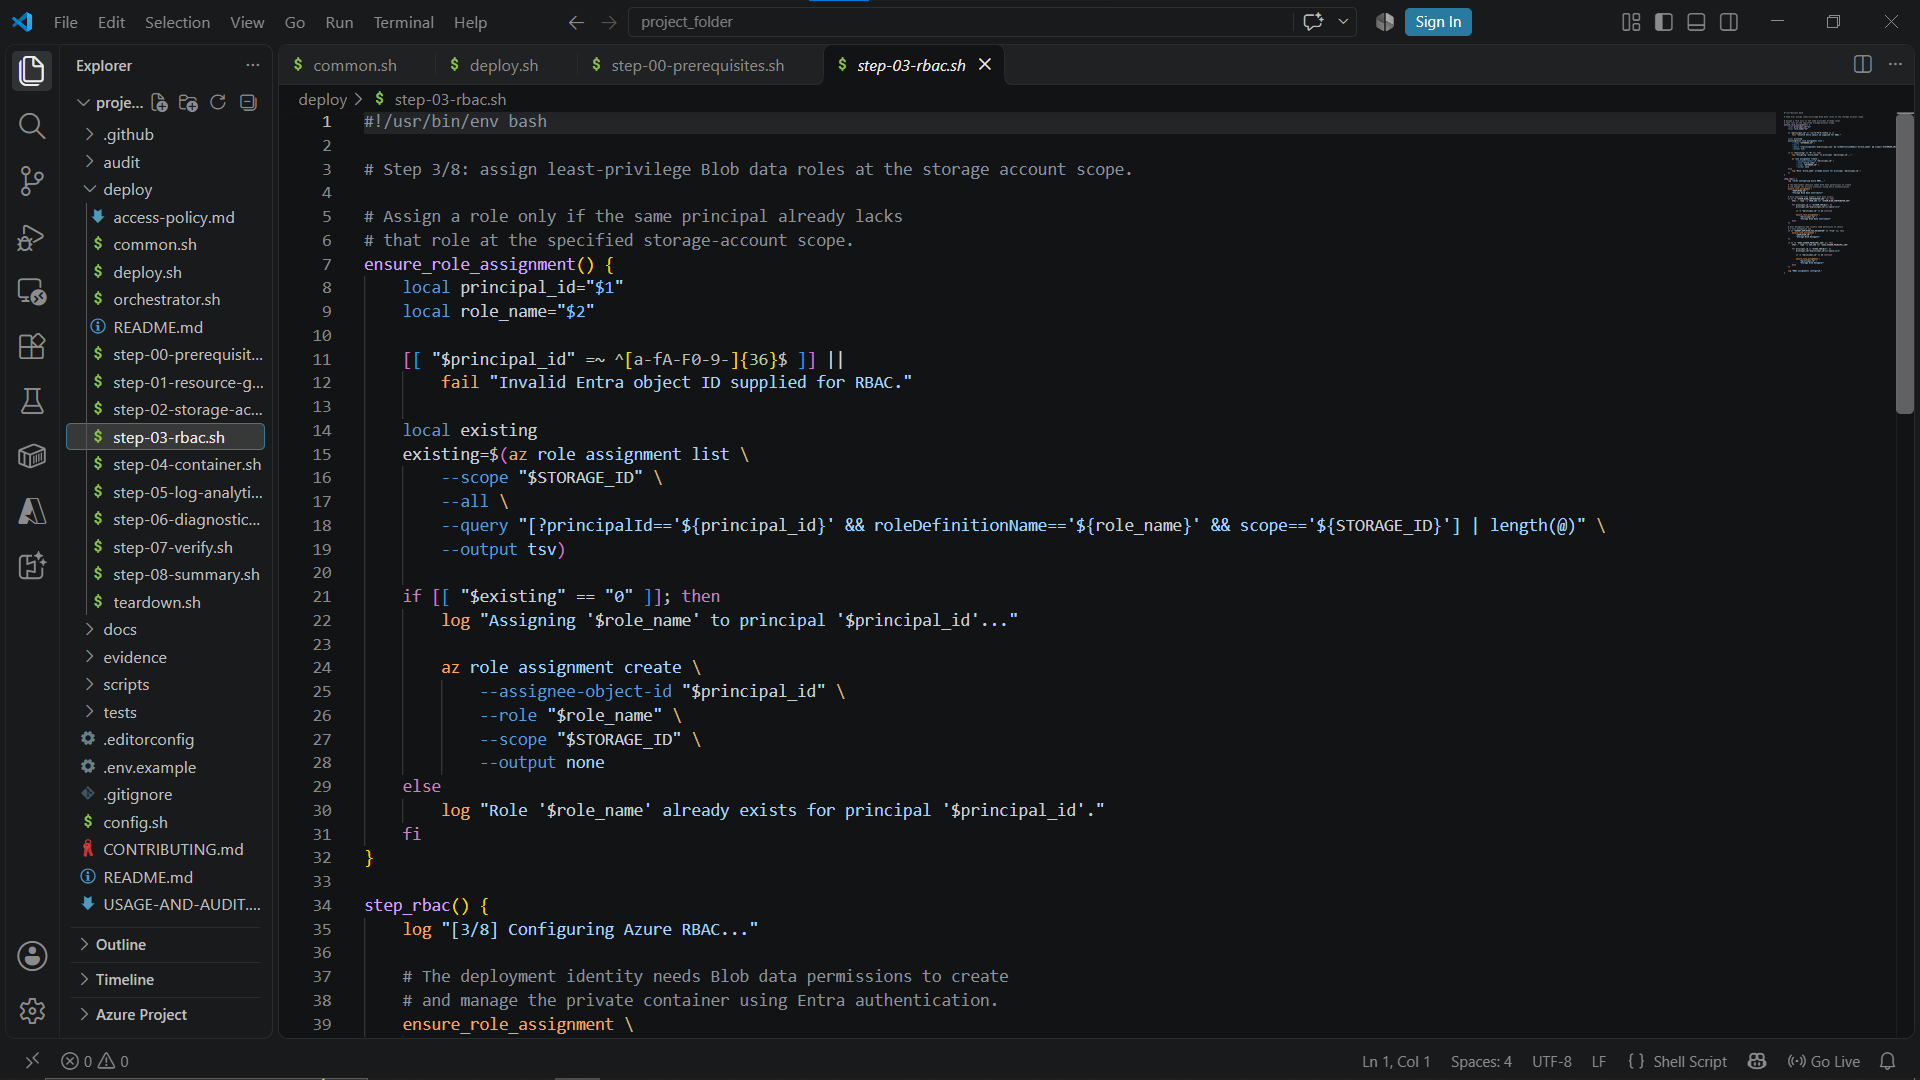 File Edit Selection View Go Run Terminal Help
project_folder
Sign In
Explorer
common.sh
deploy.sh
step-00-prerequisites.sh
step-03-rbac.sh
proje...
deploy > $ step-03-rbac.sh
.github
audit
deploy
access-policy.md
common.sh
deploy.sh
orchestrator.sh
README.md
step-00-prerequisit...
step-01-resource-g...
step-02-storage-ac...
step-03-rbac.sh
step-04-container.sh
step-05-log-analyti...
step-06-diagnostic...
step-07-verify.sh
step-08-summary.sh
teardown.sh
docs
evidence
scripts
tests
.editorconfig
.env.example
.gitignore
config.sh
CONTRIBUTING.md
README.md
USAGE-AND-AUDIT....
Outline
Timeline
Azure Project
1 #!/usr/bin/env bash
2
3 # Step 3/8: assign least-privilege Blob data roles at the storage account scope.
4
5 # Assign a role only if the same principal already lacks
6 # that role at the specified storage-account scope.
7 ensure_role_assignment() {
8 local principal_id="$1"
9 local role_name="$2"
10
11 [[ "$principal_id" =~ ^[a-fA-F0-9-]{36}$ ]] ||
12 fail "Invalid Entra object ID supplied for RBAC."
13
14 local existing
15 existing=$(az role assignment list \
16 --scope "$STORAGE_ID" \
17 --all \
18 --query "[?principalId=='${principal_id}' && roleDefinitionName=='${role_name}' && scope=='${STORAGE_ID}'] | length(@)" \
19 --output tsv)
20
21 if [[ "$existing" == "0" ]]; then
22 log "Assigning '$role_name' to principal '$principal_id'..."
23
24 az role assignment create \
25 --assignee-object-id "$principal_id" \
26 --role "$role_name" \
27 --scope "$STORAGE_ID" \
28 --output none
29 else
30 log "Role '$role_name' already exists for principal '$principal_id'."
31 fi
32 }
33
34 step_rbac() {
35 log "[3/8] Configuring Azure RBAC..."
36
37 # The deployment identity needs Blob data permissions to create
38 # and manage the private container using Entra authentication.
39 ensure_role_assignment \
0 0
Ln 1, Col 1
Spaces: 4
UTF-8
LF
{ } Shell Script
Go Live